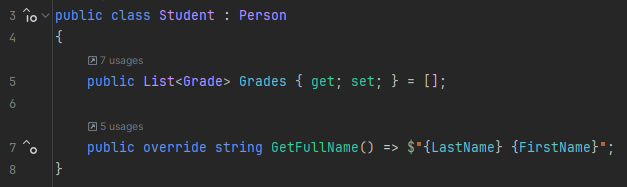 3 public class Student : Person
4 {
7 usages
5 public List<Grade> Grades { get; set; } = [];
6
5 usages
7 public override string GetFullName() => $"{LastName} {FirstName}";
8 }